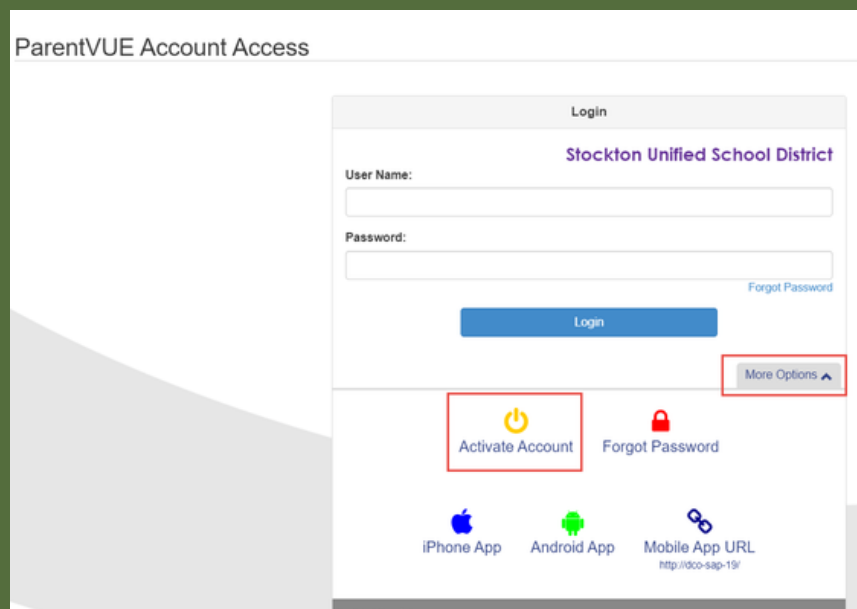 ParentVUE Account Access
Login
Stockton Unified School District
User Name:
Password:
Forgot Password
Login
More Options
Activate Account
Forgot Password
iPhone App
Android App
Mobile App URL
http://dco-sap-19/